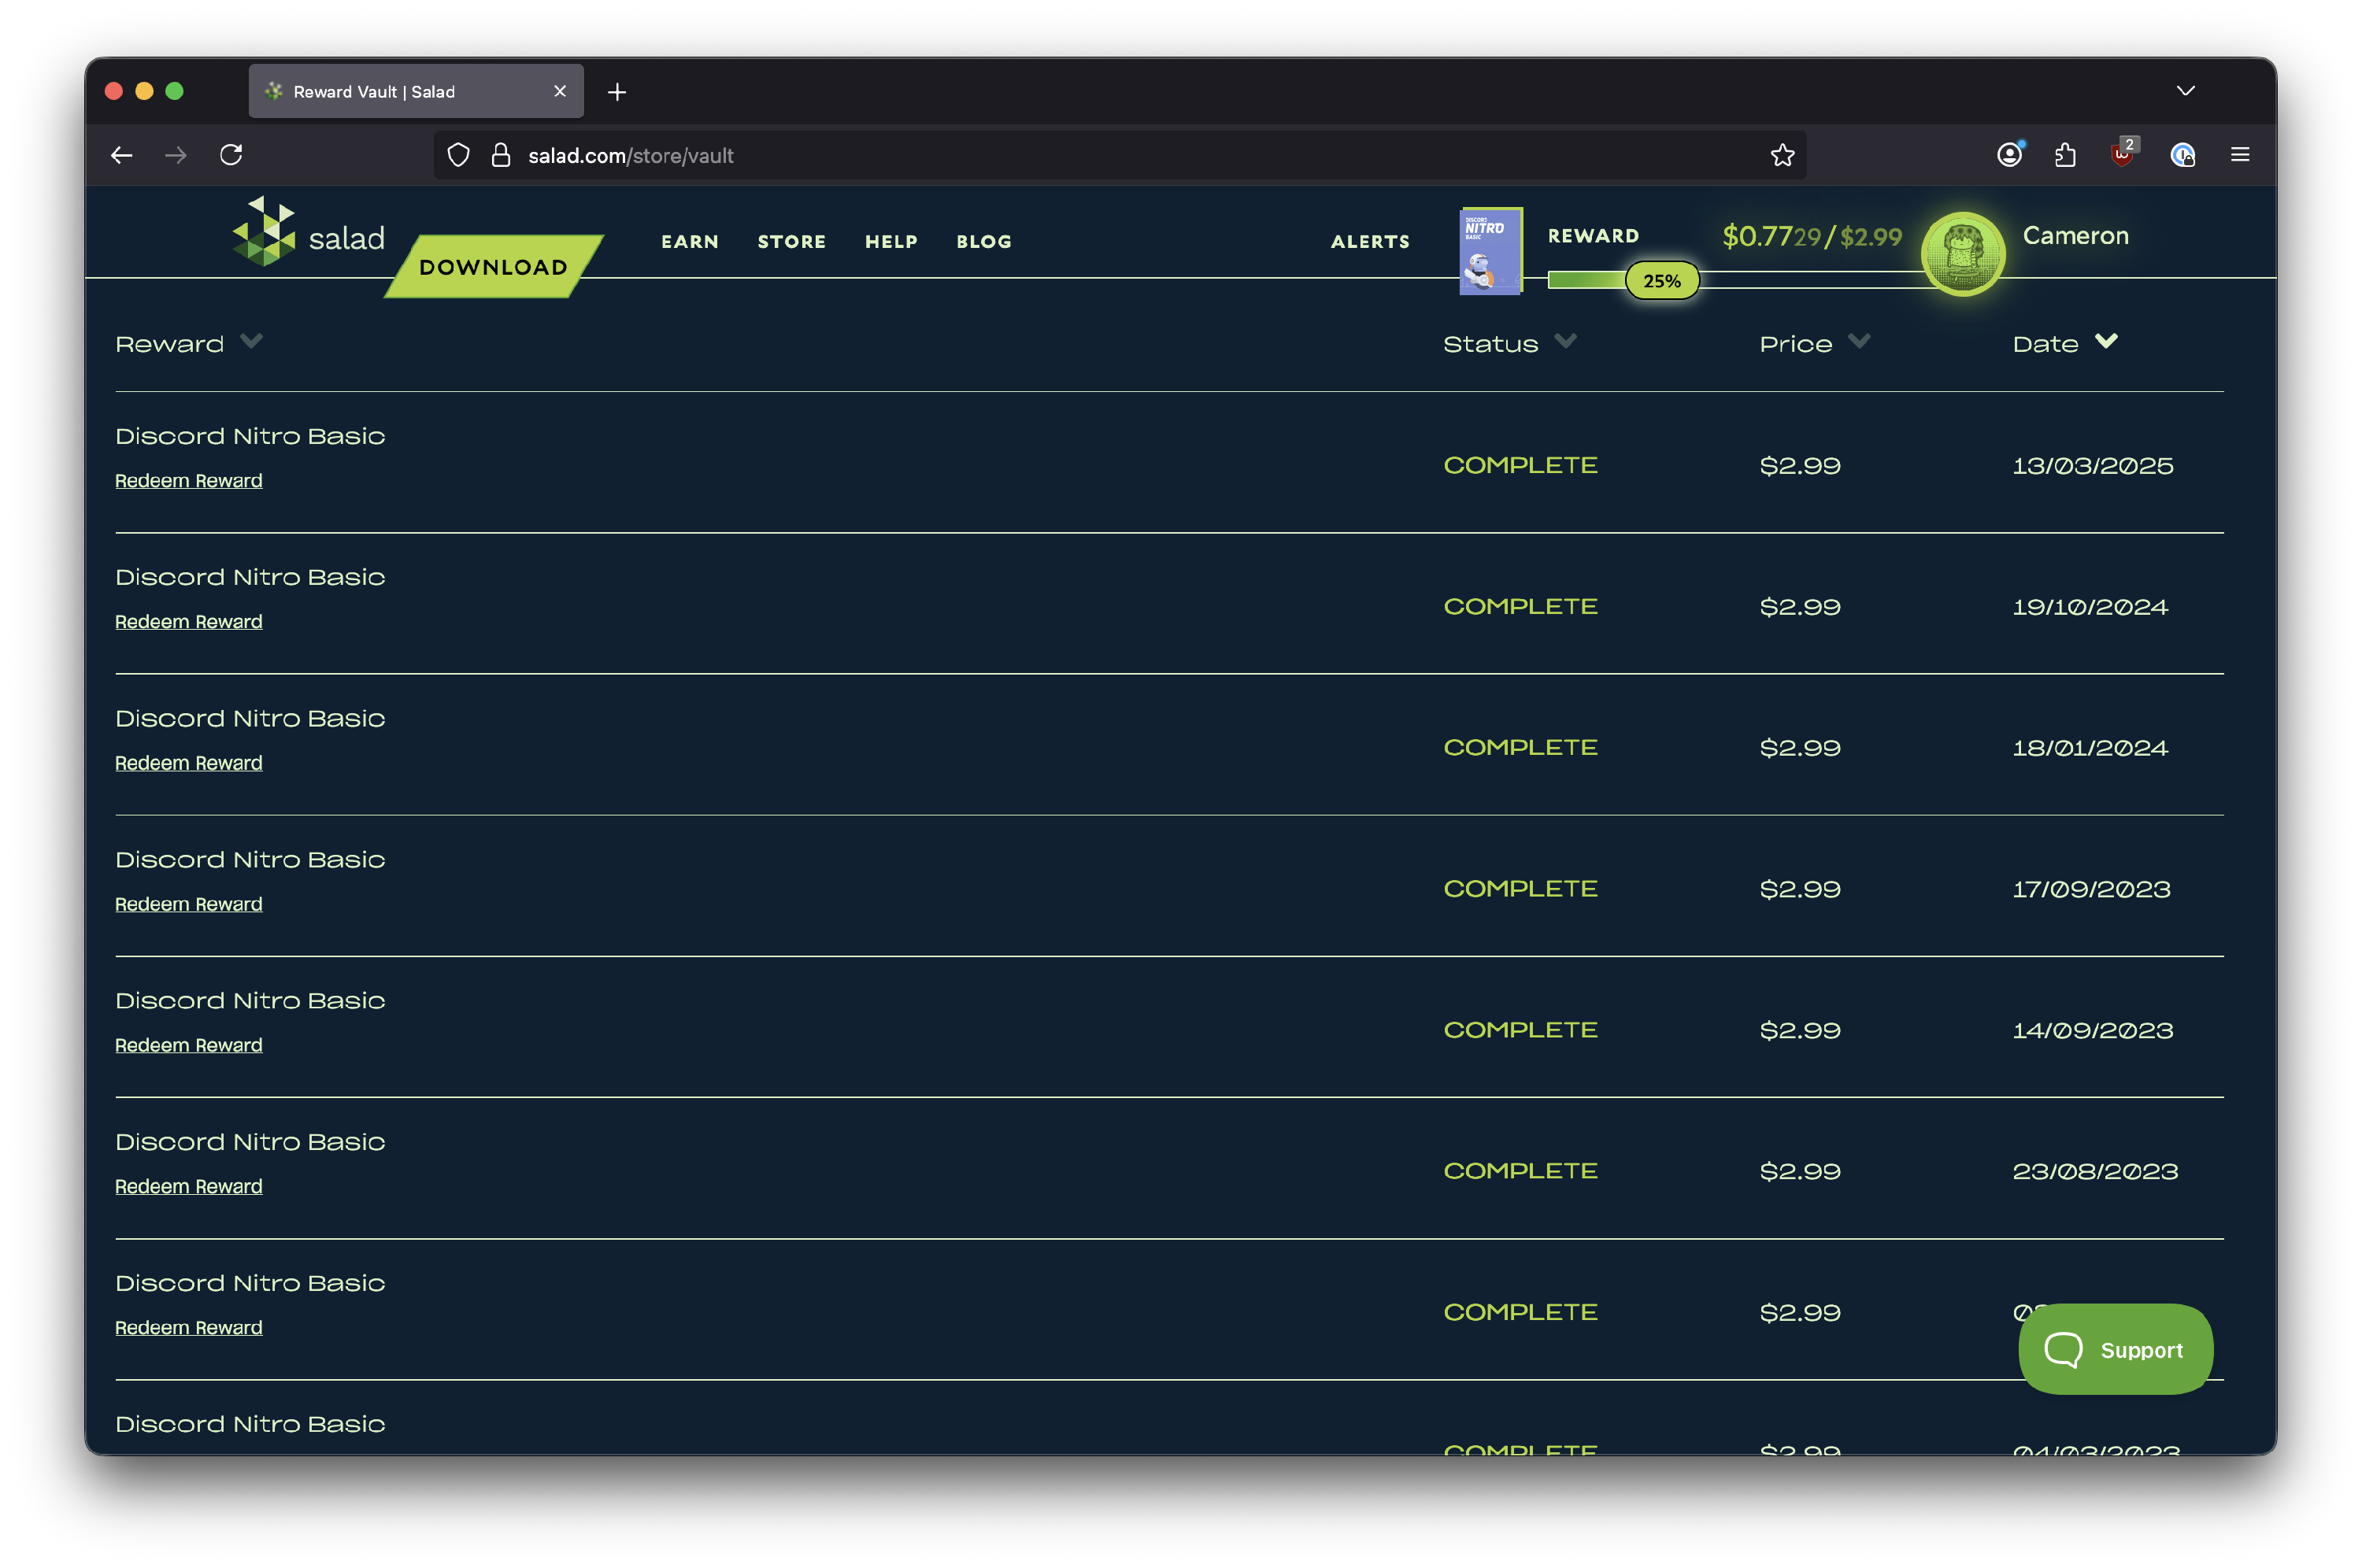 Reward Vault | Salad
salad.com/store/vault
2
salad
DOWNLOAD
EARN STORE HELP BLOG
ALERTS
DISCORD
NITRO
BASIC
REWARD
$0.7729/$2.99
25%
Cameron
Reward Status Price Date
Discord Nitro Basic
Redeem Reward
COMPLETE $2.99 13/03/2025
Discord Nitro Basic
Redeem Reward
COMPLETE $2.99 19/10/2024
Discord Nitro Basic
Redeem Reward
COMPLETE $2.99 18/01/2024
Discord Nitro Basic
Redeem Reward
COMPLETE $2.99 17/09/2023
Discord Nitro Basic
Redeem Reward
COMPLETE $2.99 14/09/2023
Discord Nitro Basic
Redeem Reward
COMPLETE $2.99 23/08/2023
Discord Nitro Basic
Redeem Reward
COMPLETE $2.99
Support
Discord Nitro Basic
COMPLETE $2.99 04/03/2023